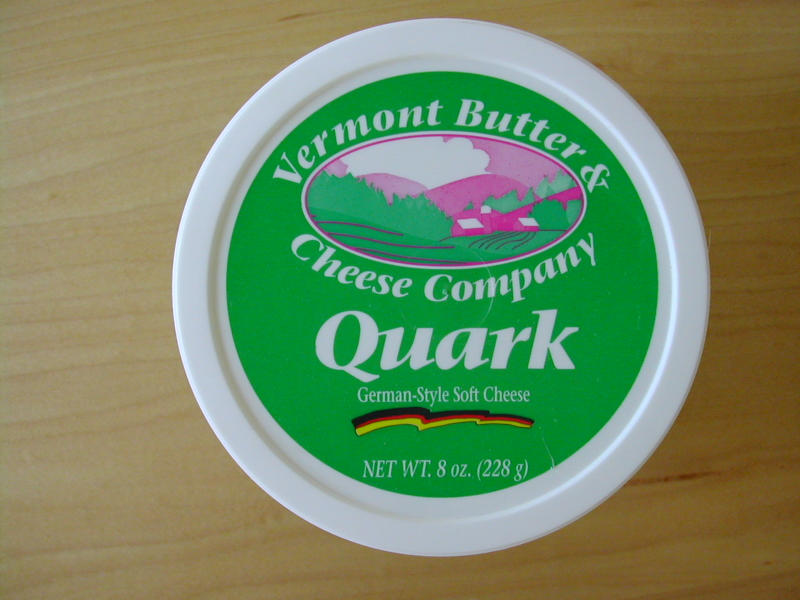 Vermont Butter &
Cheese Company
Quark
German-Style Soft Cheese
NET WT. 8 oz. (228 g)